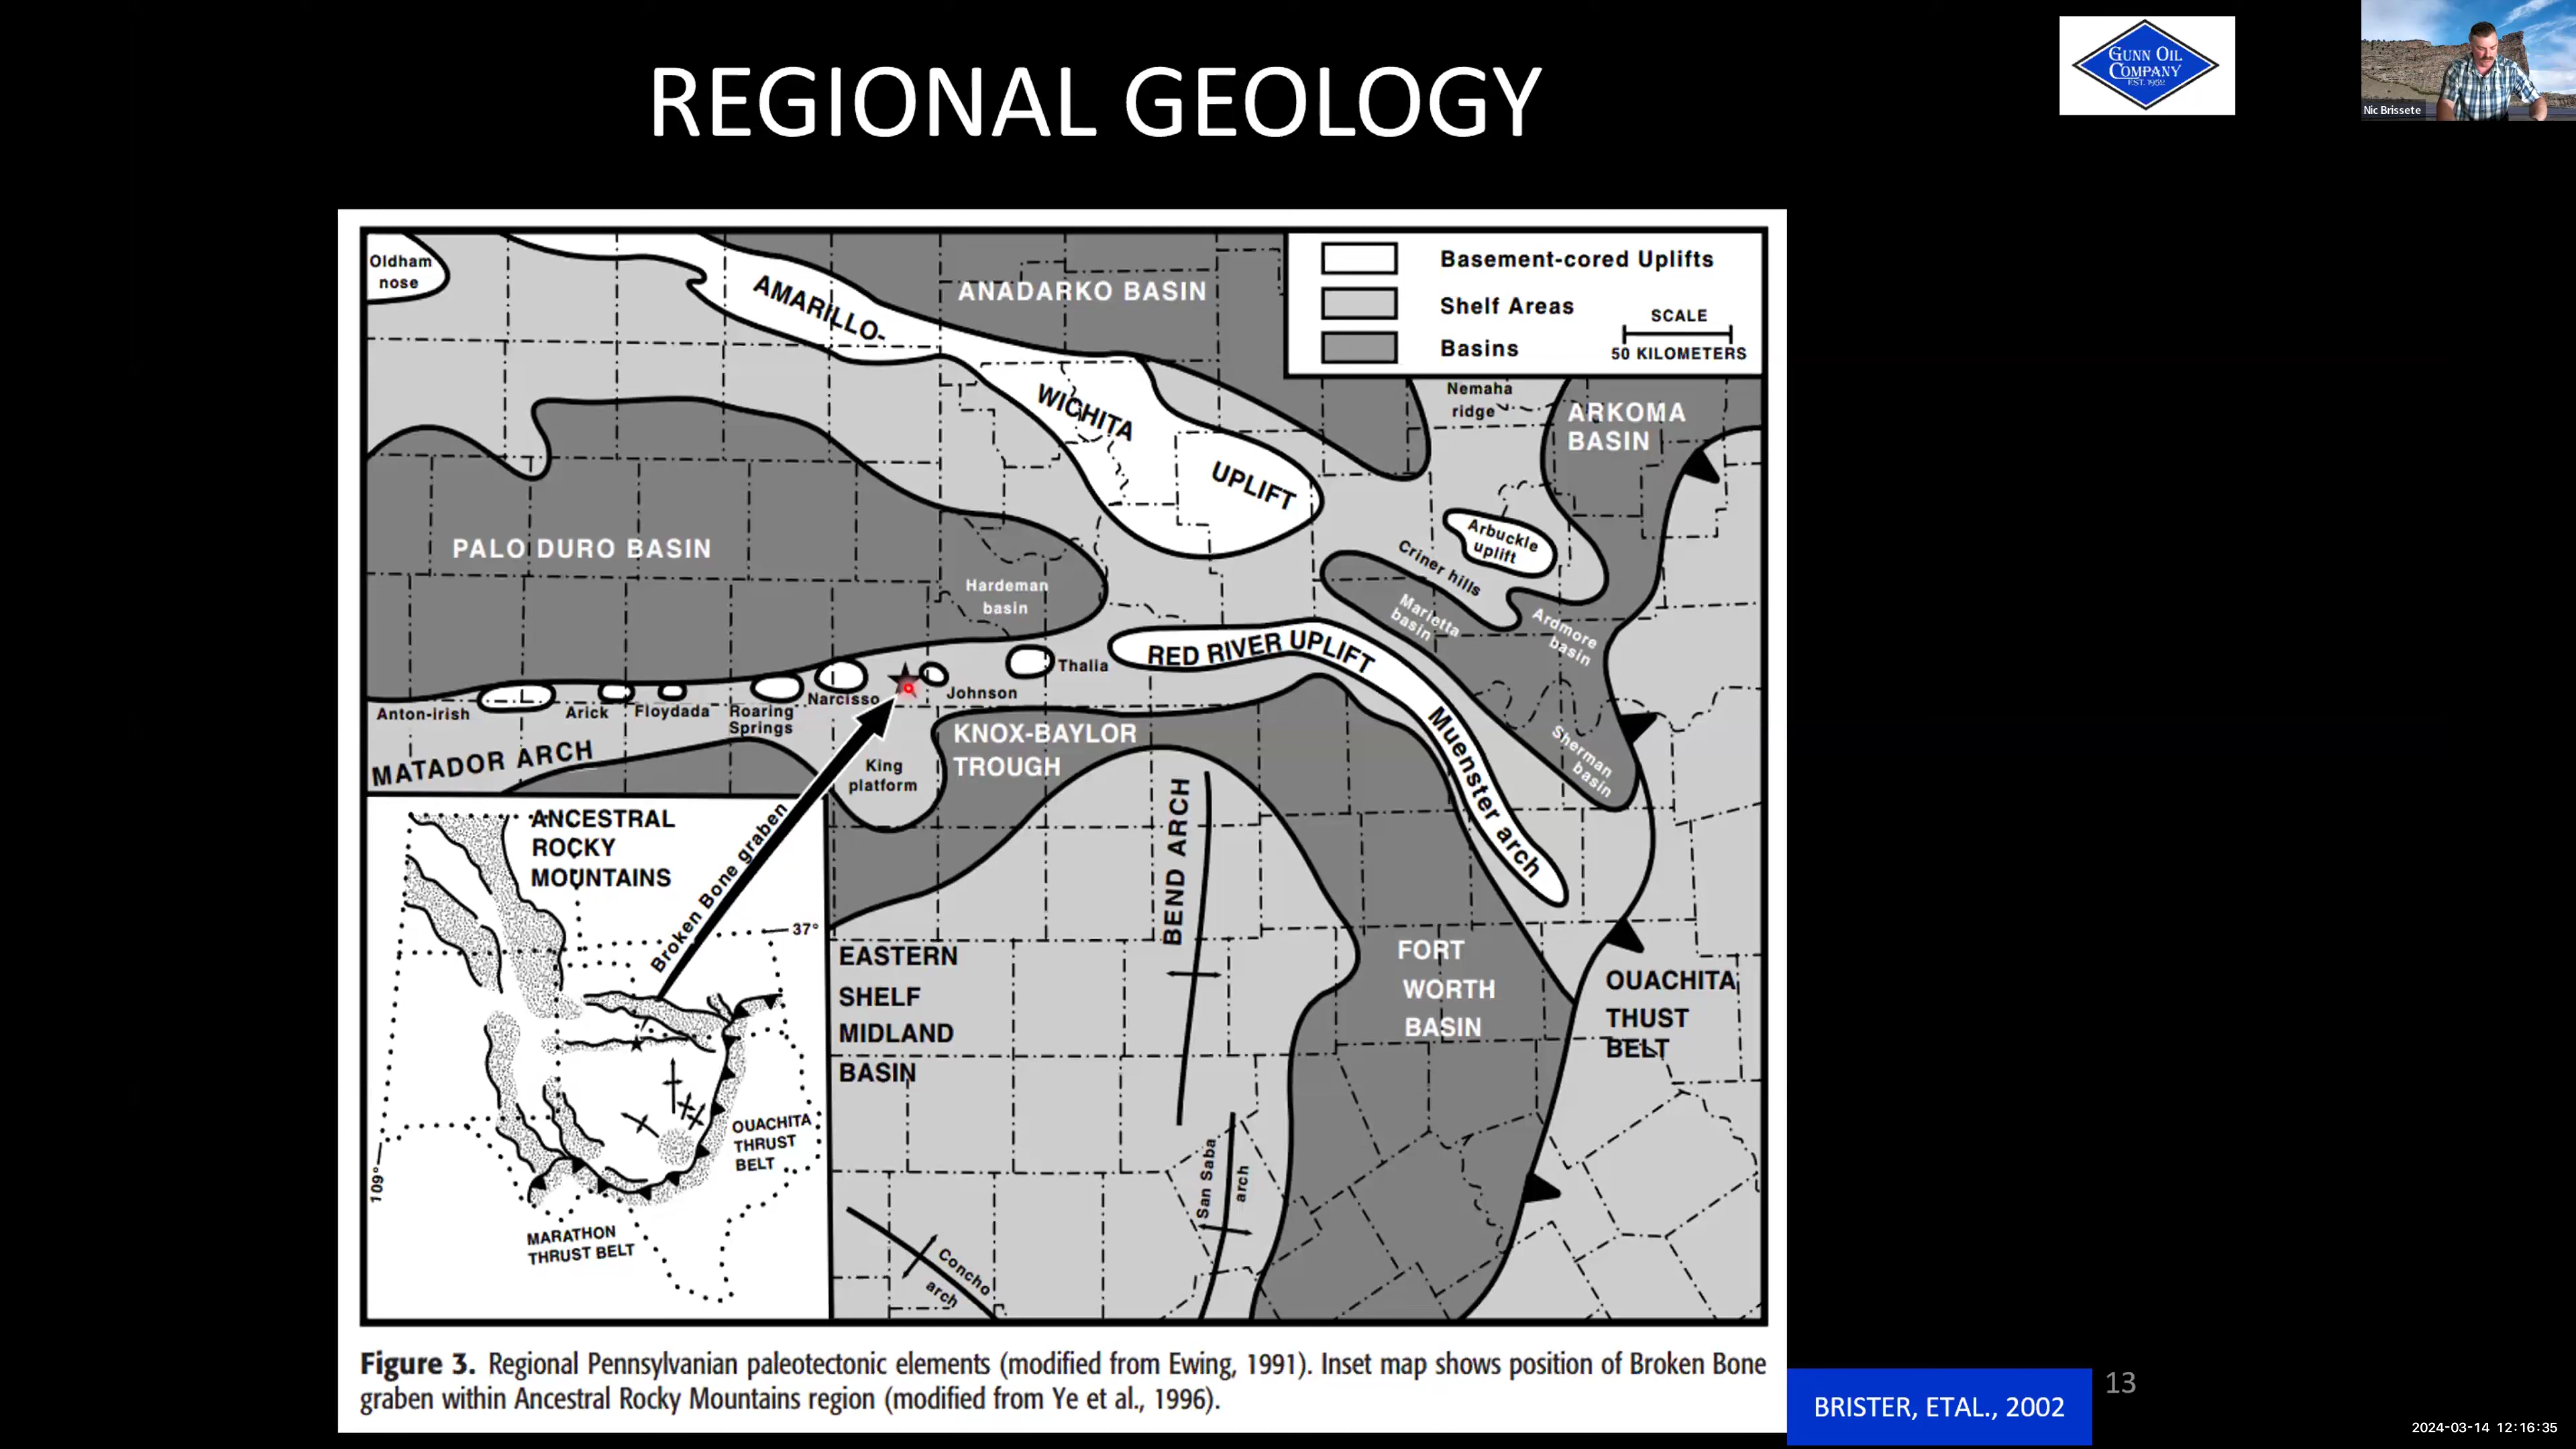 REGIONAL GEOLOGY
GUNN OIL
COMPANY
EST. 1952
Nic Brissete
Oldham
nose
AMARILLO-
WICHITA
UPLIFT
ANADARKO BASIN
Basement-cored Uplifts
Shelf Areas
Basins
SCALE
50 KILOMETERS
Nemaha
ridge
ARKOMA
BASIN
Arbuckle
uplift
Criner hills
Marietta
basin
Ardmore
basin
Sherman
basin
PALO DURO BASIN
Hardeman
basin
RED RIVER UPLIFT
Muenster arch
Thalia
Johnson
Narcisso
Roaring
Springs
Floydada
Arick
Anton-irish
MATADOR ARCH
King
platform
KNOX-BAYLOR
TROUGH
BEND ARCH
Broken Bone graben
ANCESTRAL
ROCKY
MOUNTAINS
37°
109°
OUACHITA
THRUST
BELT
MARATHON
THRUST BELT
EASTERN
SHELF
MIDLAND
BASIN
FORT
WORTH
BASIN
OUACHITA
THUST
BELT
San Saba
arch
Concho
arch
Figure 3. Regional Pennsylvanian paleotectonic elements (modified from Ewing, 1991). Inset map shows position of Broken Bone
graben within Ancestral Rocky Mountains region (modified from Ye et al., 1996).
BRISTER, ETAL., 2002
13
2024-03-14 12:16:35